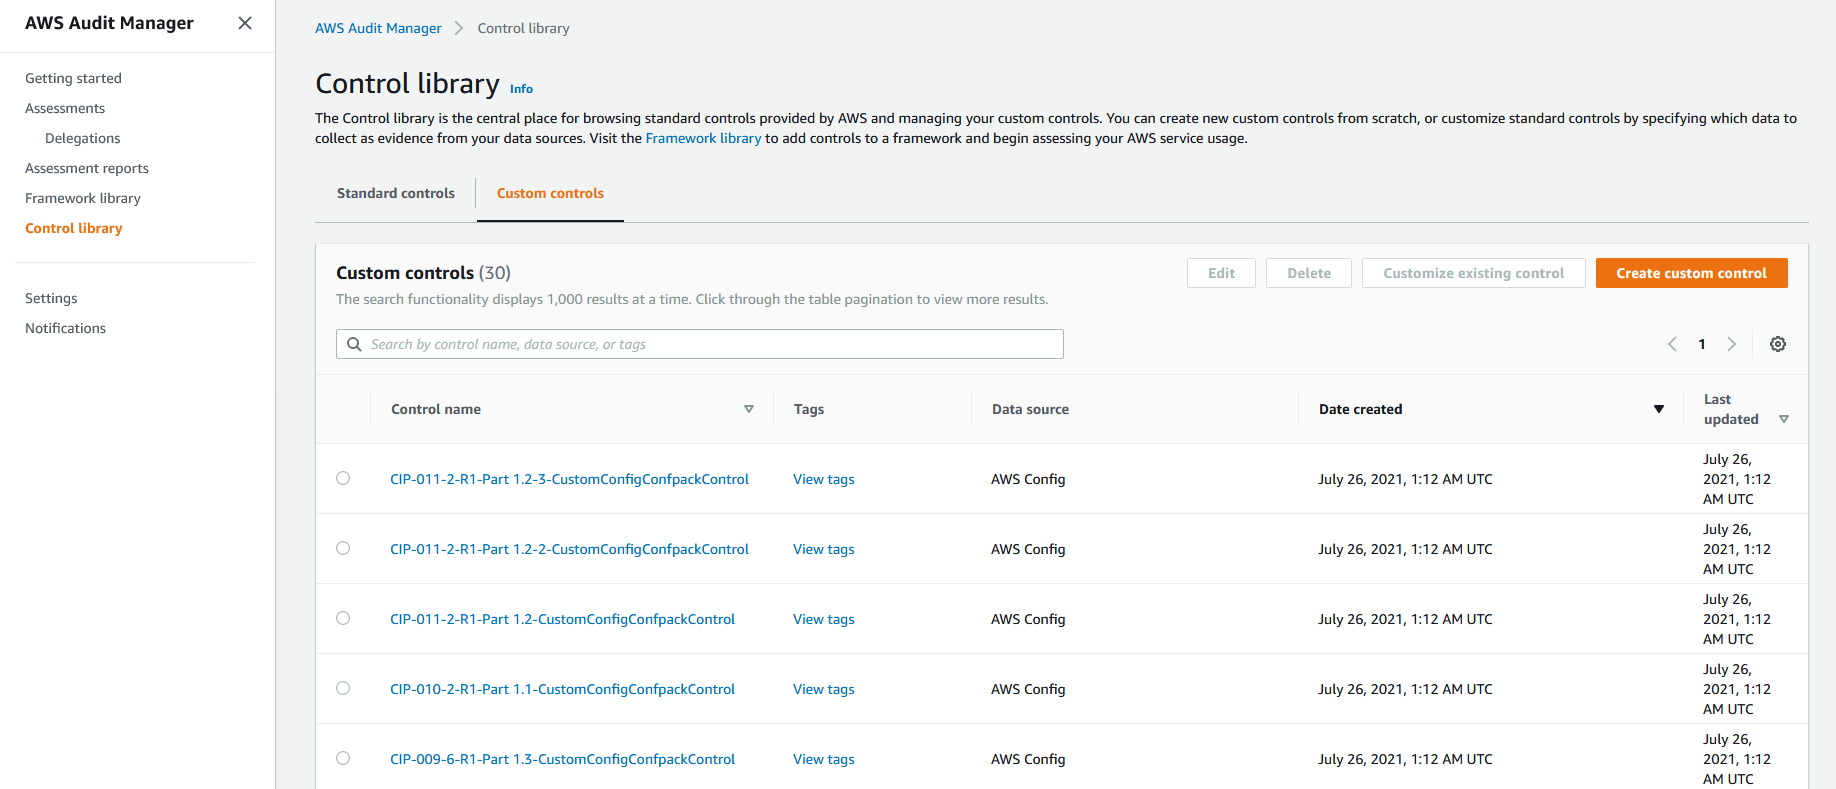 AWS Audit Manager
Getting started
Assessments
Delegations
Assessment reports
Framework library
Control library
Settings
Notifications
AWS Audit Manager Control library
Control library Info
The Control library is the central place for browsing standard controls provided by AWS and managing your custom controls. You can create new custom controls from scratch, or customize standard controls by specifying which data to
collect as evidence from your data sources. Visit the Framework library to add controls to a framework and begin assessing your AWS service usage.
Standard controls Custom controls
Custom controls (30) Edit Delete Customize existing control Create custom control
The search functionality displays 1,000 results at a time. Click through the table pagination to view more results.
Search by control name, data source, or tags 1
Control name Tags Data source Date created Last
updated
CIP-011-2-R1-Part 1.2-3-CustomConfigConfpackControl View tags AWS Config July 26, 2021, 1:12 AM UTC July 26,
2021, 1:12
AM UTC
CIP-011-2-R1-Part 1.2-2-CustomConfigConfpackControl View tags AWS Config July 26, 2021, 1:12 AM UTC July 26,
2021, 1:12
AM UTC
CIP-011-2-R1-Part 1.2-CustomConfigConfpackControl View tags AWS Config July 26, 2021, 1:12 AM UTC July 26,
2021, 1:12
AM UTC
CIP-010-2-R1-Part 1.1-CustomConfigConfpackControl View tags AWS Config July 26, 2021, 1:12 AM UTC July 26,
2021, 1:12
AM UTC
CIP-009-6-R1-Part 1.3-CustomConfigConfpackControl View tags AWS Config July 26, 2021, 1:12 AM UTC July 26,
2021, 1:12
AM UTC